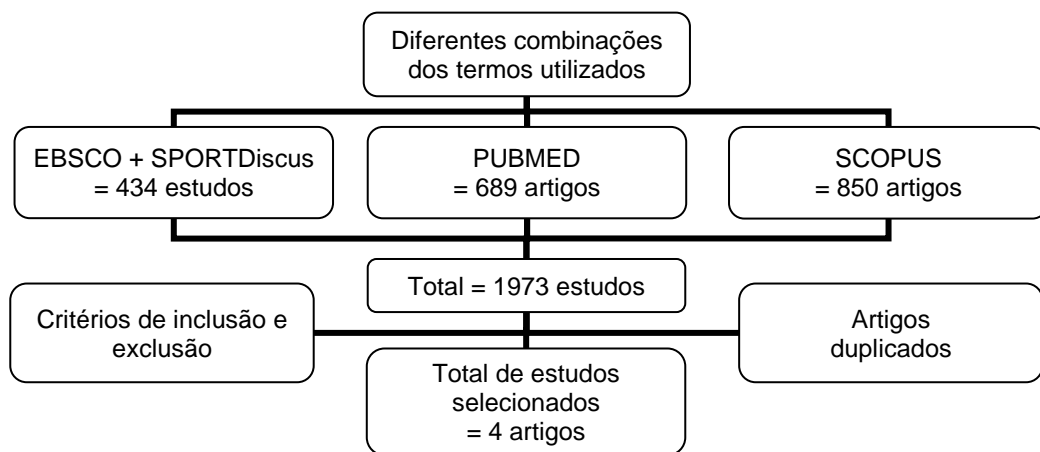 Diferentes combinações
dos termos utilizados
EBSCO + SPORTDiscus
= 434 estudos
PUBMED
= 689 artigos
SCOPUS
= 850 artigos
Total = 1973 estudos
Critérios de inclusão e
exclusão
Artigos
duplicados
Total de estudos
selecionados
= 4 artigos